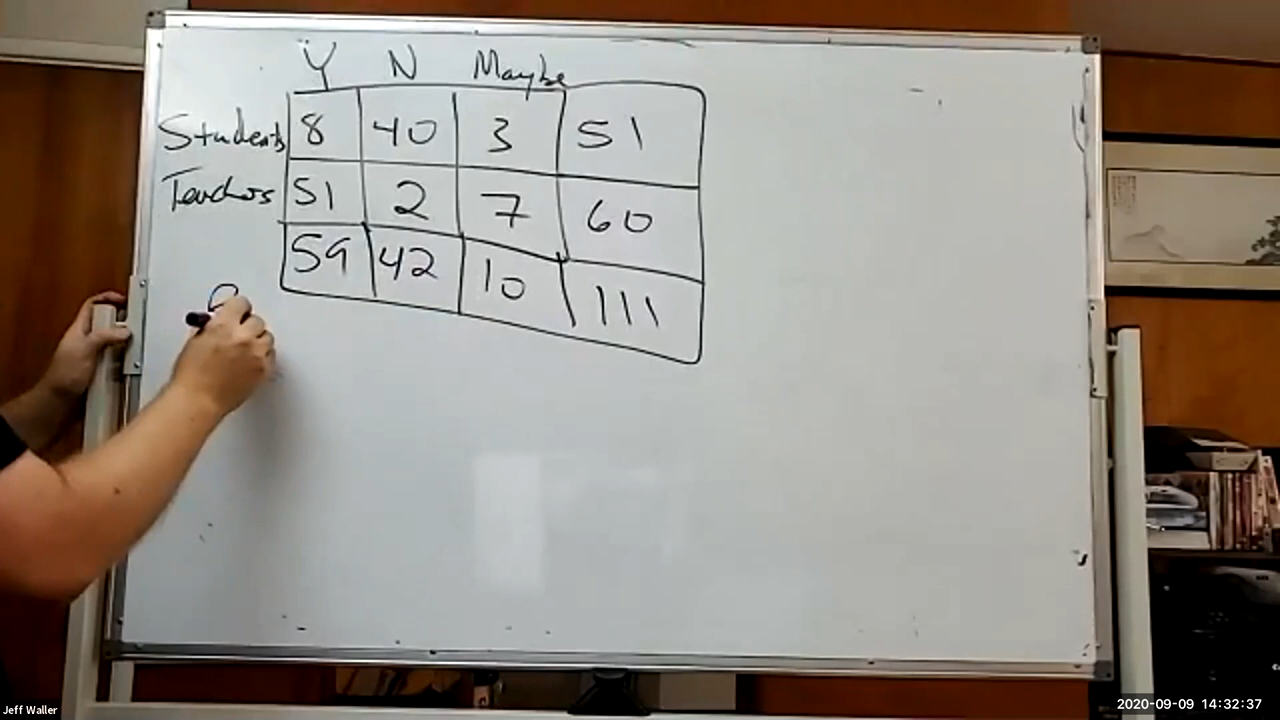 Y N Maybe
Students 8 40 3 51
Teachers 51 2 7 60
59 42 10 111
Jeff Waller
2020-09-09 14:32:37